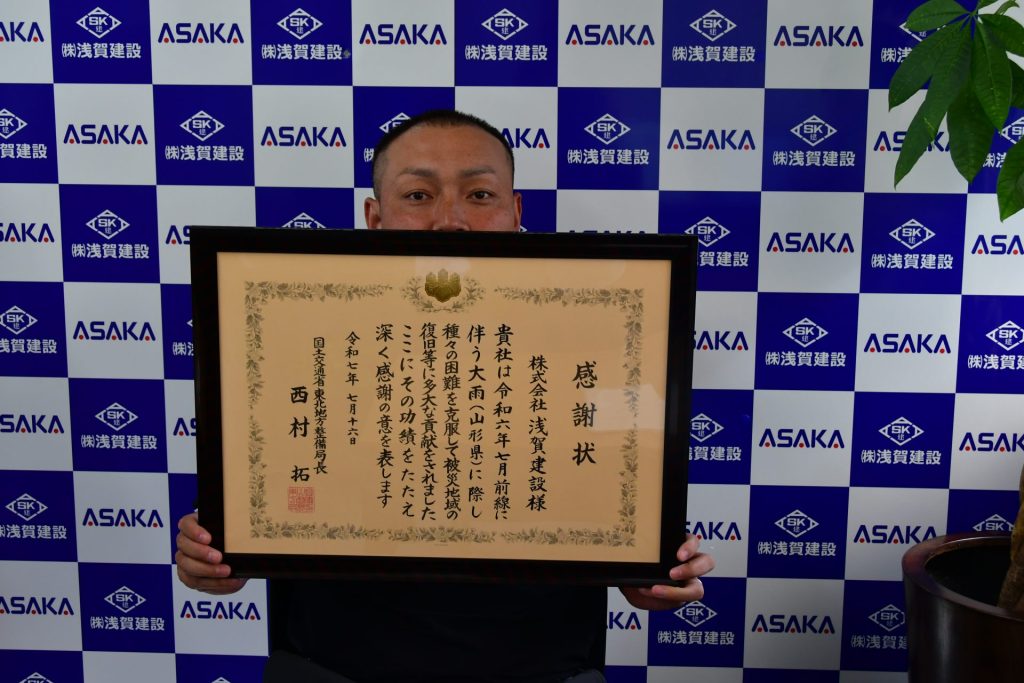 感謝状
株式会社 浅賀建設様
貴社は令和六年七月前線に
伴う大雨(山形県)に際し
種々の困難を克服して被災地域の
復旧等に多大な貢献をされました
ここにその功績をたたえ
深く感謝の意を表します
令和七年 七月十六日
国土交通省東北地方整備局長
西村 拓
ASAKA
SK建
㈱浅賀建設